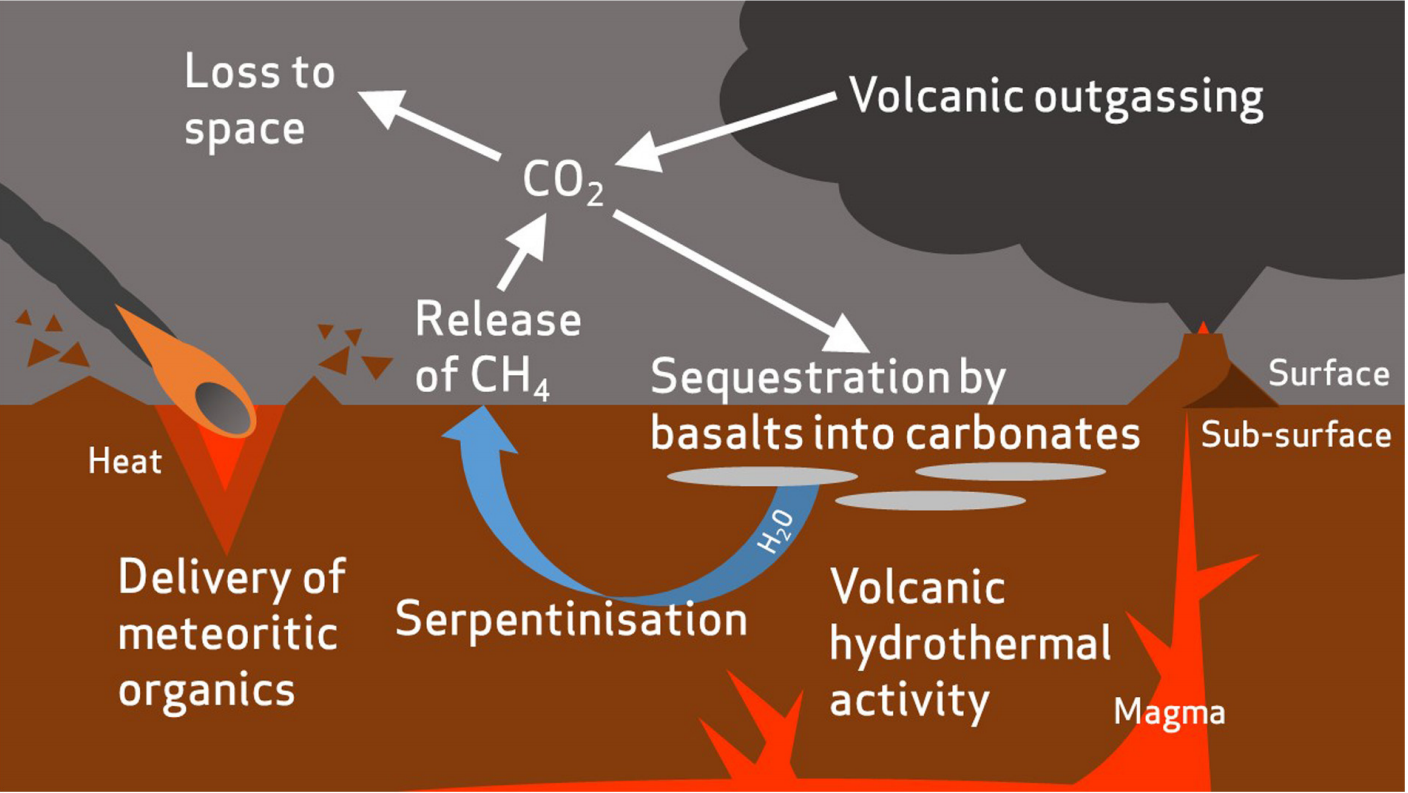 Loss to
space
Volcanic outgassing
CO₂
Release
of CH₄
Sequestration by
basalts into carbonates
Surface
Sub-surface
Heat
H₂O
Delivery of
meteoritic
organics
Serpentinisation
Volcanic
hydrothermal
activity
Magma